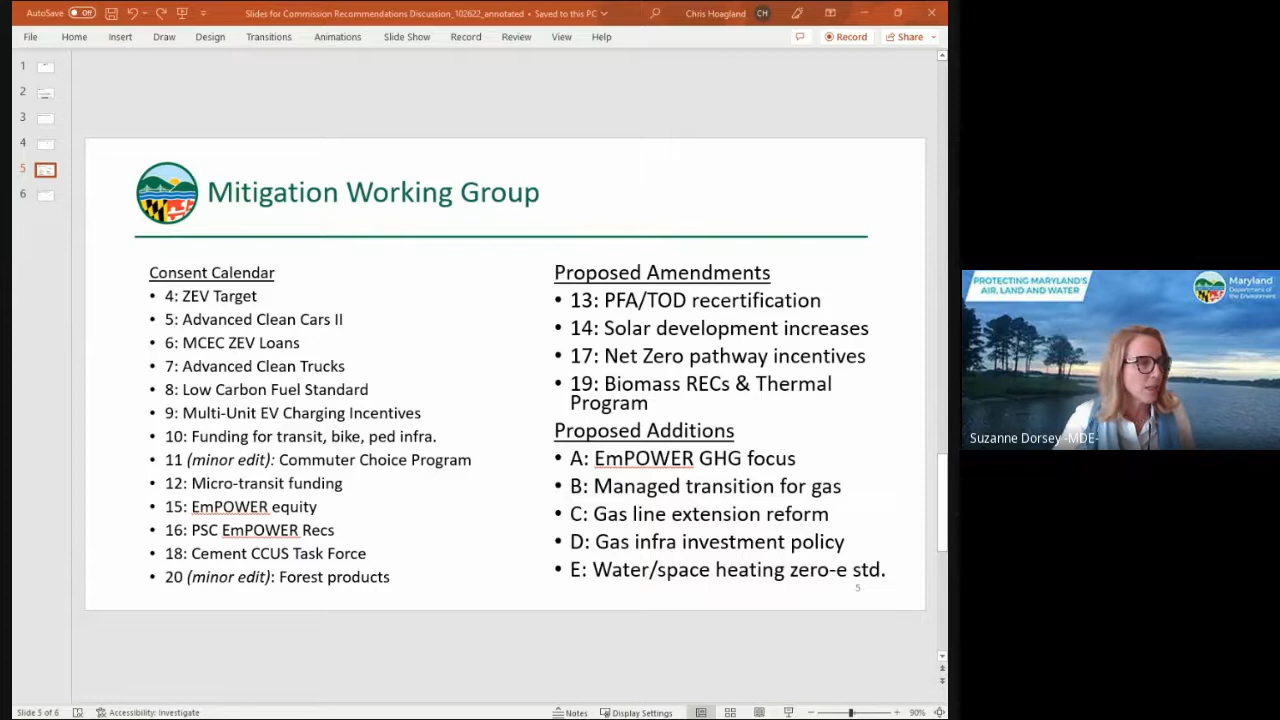 AutoSave Off Slides for Commission Recommendations Discussion_102622_annotated • Saved to this PC Chris Hoagland CH
File Home Insert Draw Design Transitions Animations Slide Show Record Review View Help Record Share
1
2
3
4
5
6
Mitigation Working Group
Consent Calendar
• 4: ZEV Target
• 5: Advanced Clean Cars II
• 6: MCEC ZEV Loans
• 7: Advanced Clean Trucks
• 8: Low Carbon Fuel Standard
• 9: Multi-Unit EV Charging Incentives
• 10: Funding for transit, bike, ped infra.
• 11 (minor edit): Commuter Choice Program
• 12: Micro-transit funding
• 15: EmPOWER equity
• 16: PSC EmPOWER Recs
• 18: Cement CCUS Task Force
• 20 (minor edit): Forest products
Proposed Amendments
• 13: PFA/TOD recertification
• 14: Solar development increases
• 17: Net Zero pathway incentives
• 19: Biomass RECs & Thermal
Program
Proposed Additions
• A: EmPOWER GHG focus
• B: Managed transition for gas
• C: Gas line extension reform
• D: Gas infra investment policy
• E: Water/space heating zero-e std.
5
PROTECTING MARYLAND'S
AIR, LAND AND WATER
Maryland
Department of
the Environment
Suzanne Dorsey -MDE-
Slide 5 of 6 Accessibility: Investigate Notes Display Settings 90%